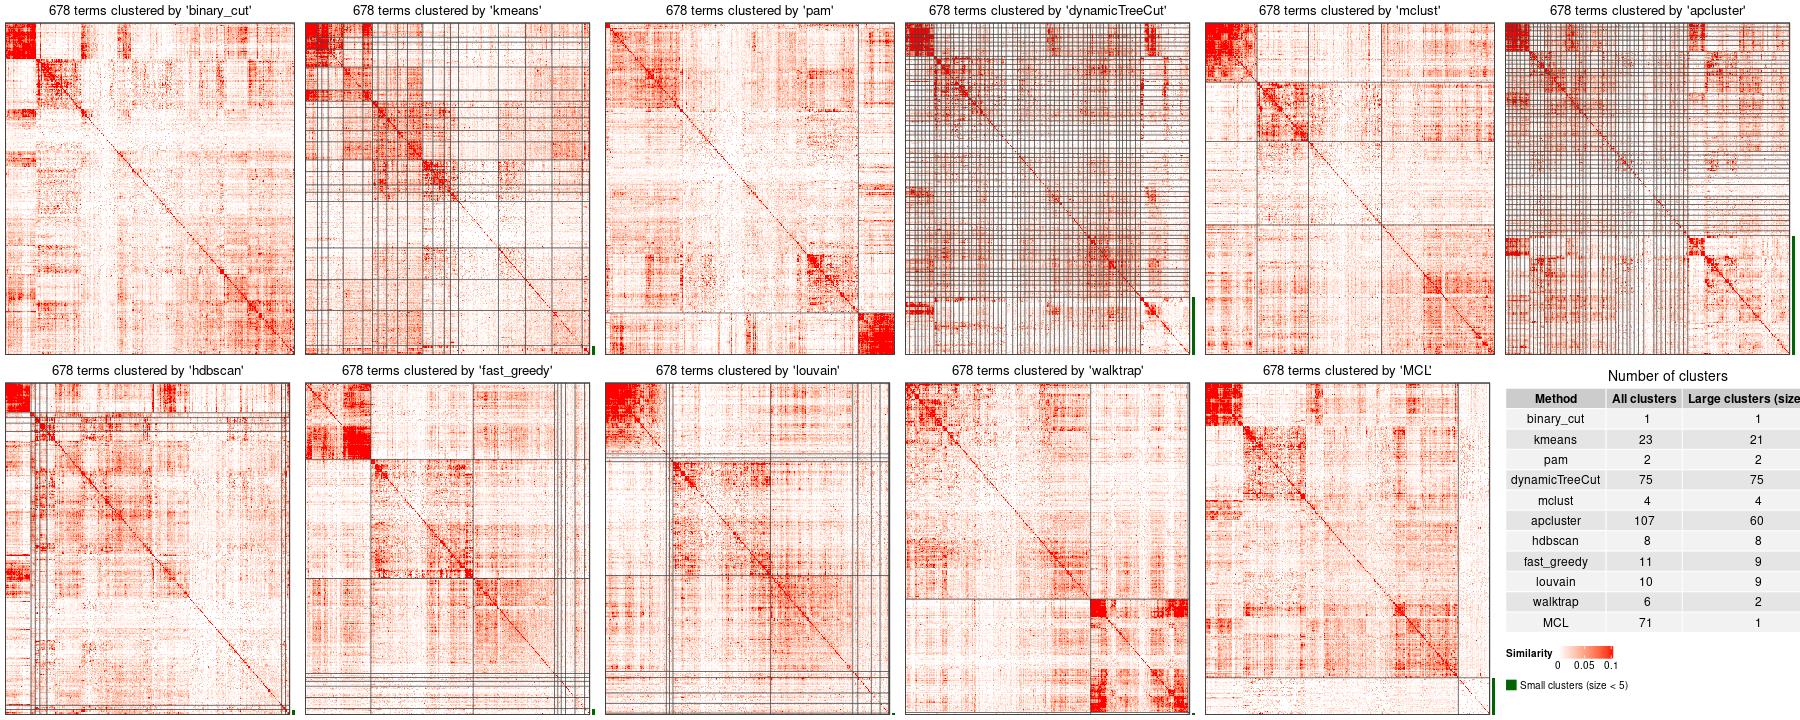 678 terms clustered by 'binary_cut'
678 terms clustered by 'kmeans'
678 terms clustered by 'pam'
678 terms clustered by 'dynamicTreeCut'
678 terms clustered by 'mclust'
678 terms clustered by 'apcluster'
678 terms clustered by 'hdbscan'
678 terms clustered by 'fast_greedy'
678 terms clustered by 'louvain'
678 terms clustered by 'walktrap'
678 terms clustered by 'MCL'
Number of clusters
Method All clusters Large clusters (size
binary_cut 1 1
kmeans 23 21
pam 2 2
dynamicTreeCut 75 75
mclust 4 4
apcluster 107 60
hdbscan 8 8
fast_greedy 11 9
louvain 10 9
walktrap 6 2
MCL 71 1
Similarity
0 0.05 0.1
Small clusters (size < 5)